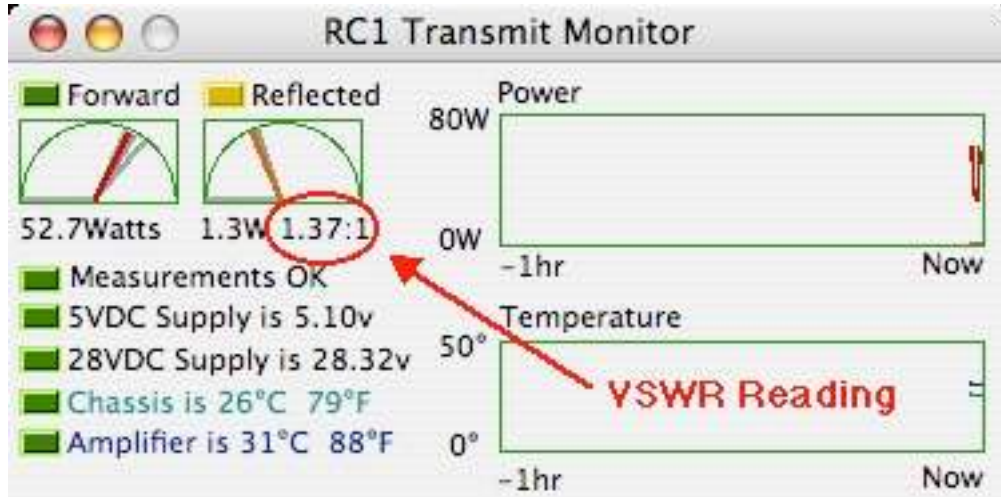 RC1 Transmit Monitor
Forward Reflected
52.7Watts 1.3W 1.37:1
Measurements OK
5VDC Supply is 5.10v
28VDC Supply is 28.32v
Chassis is 26°C 79°F
Amplifier is 31°C 88°F
Power
80W
0W
-1hr Now
Temperature
50°
VSWR Reading
0°
-1hr Now